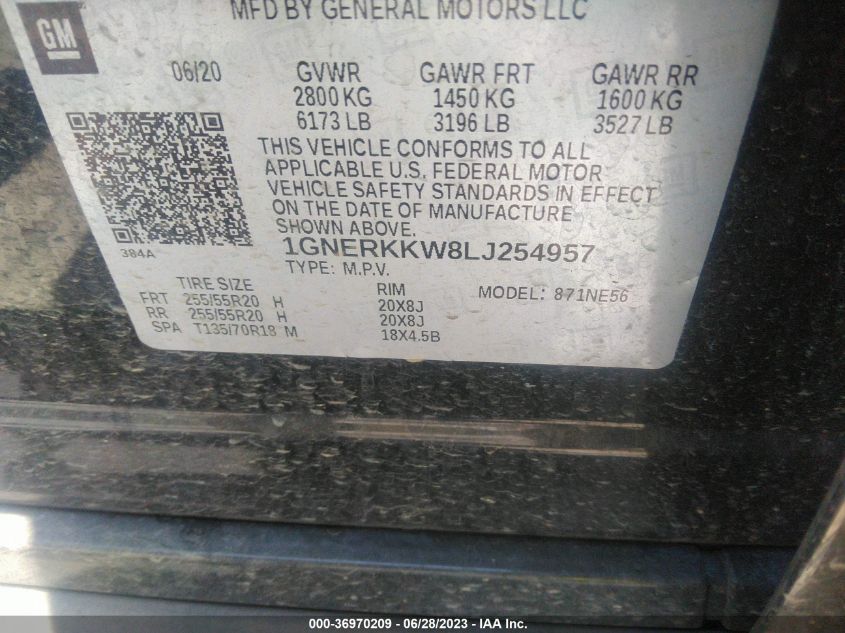 MFD BY GENERAL MOTORS LLC
GM
06/20 GVWR GAWR FRT GAWR RR
2800 KG 1450 KG 1600 KG
6173 LB 3196 LB 3527 LB
THIS VEHICLE CONFORMS TO ALL
APPLICABLE U.S. FEDERAL MOTOR
VEHICLE SAFETY STANDARDS IN EFFECT
ON THE DATE OF MANUFACTURE
SHOWN ABOVE.
384A
1GNERKKW8LJ254957
TYPE: M.P.V.
TIRE SIZE RIM MODEL: 871NE56
FRT 255/55R20 H 20X8J
RR 255/55R20 H 20X8J
SPA T135/70R18 M 18X4.5B
000-36970209 - 06/28/2023 - IAA Inc.